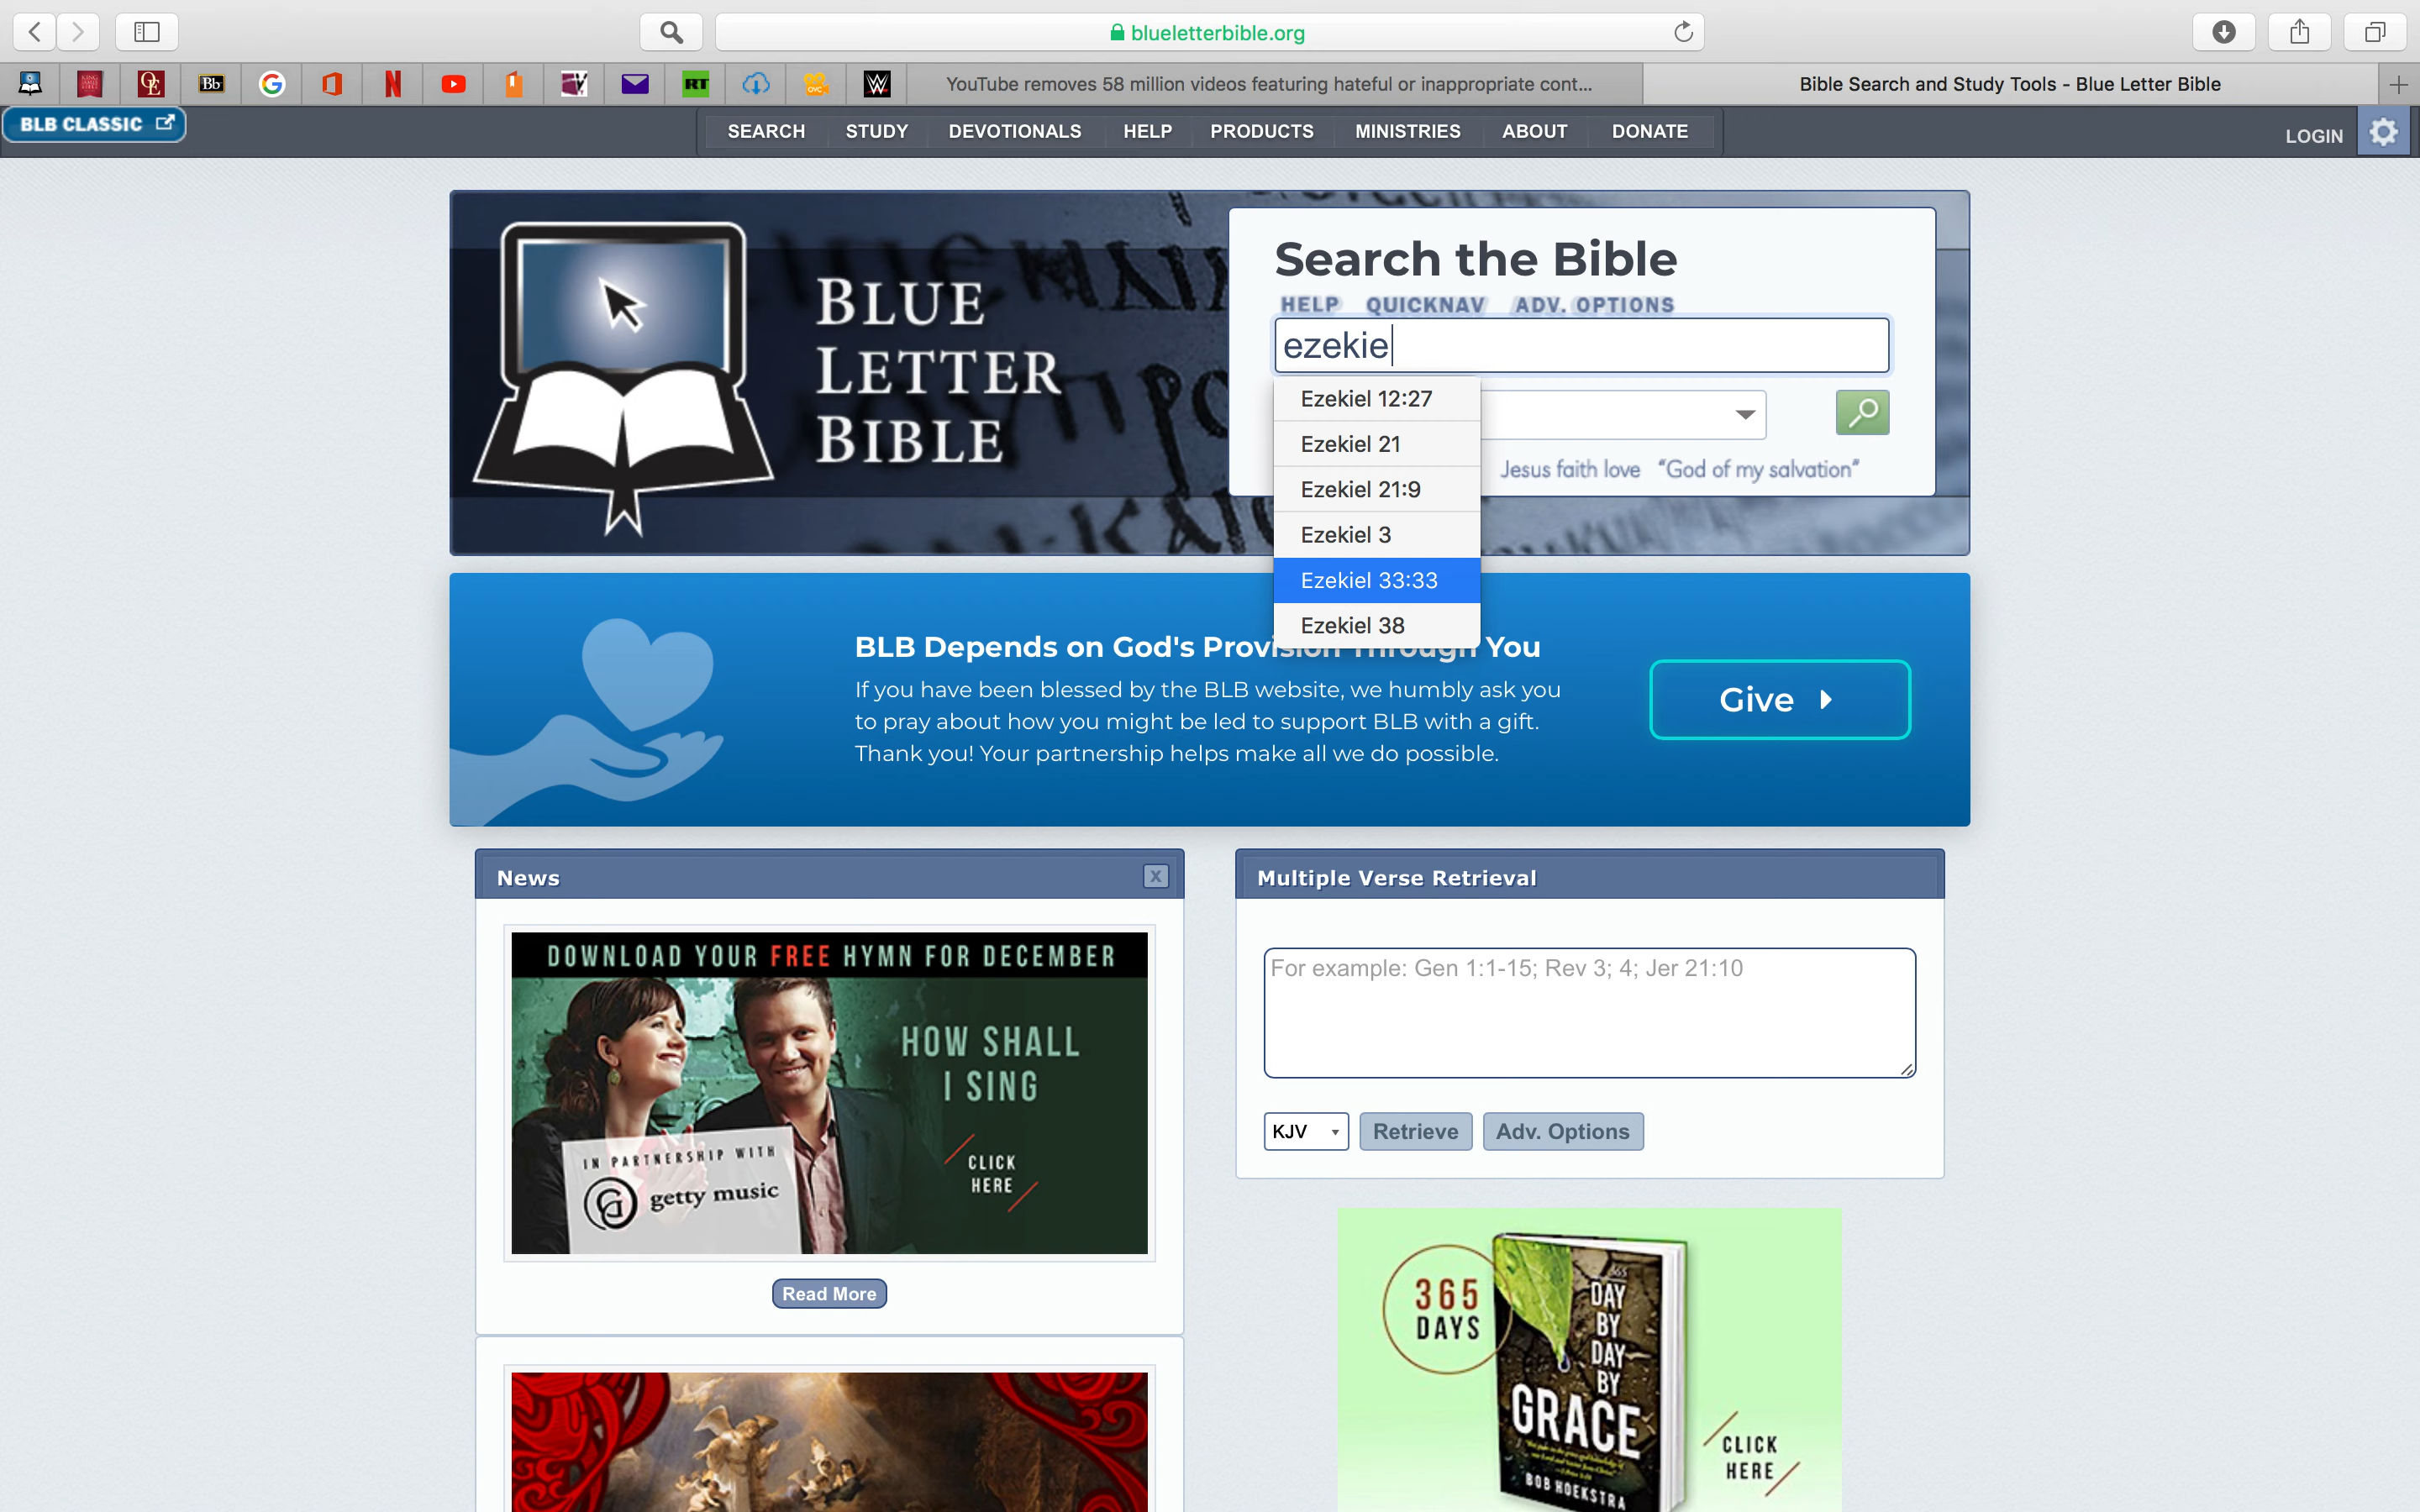 blueletterbible.org
Bb
RT
OVC
YouTube removes 58 million videos featuring hateful or inappropriate cont...
Bible Search and Study Tools - Blue Letter Bible
BLB CLASSIC
SEARCH STUDY DEVOTIONALS HELP PRODUCTS MINISTRIES ABOUT DONATE
LOGIN
BLUE
LETTER
BIBLE
Search the Bible
HELP QUICKNAV ADV. OPTIONS
ezekie
Ezekiel 12:27
Ezekiel 21
Ezekiel 21:9
Ezekiel 3
Ezekiel 33:33
Ezekiel 38
Jesus faith love “God of my salvation”
BLB Depends on God's Provision Through You
If you have been blessed by the BLB website, we humbly ask you
to pray about how you might be led to support BLB with a gift.
Thank you! Your partnership helps make all we do possible.
Give
News
X
DOWNLOAD YOUR FREE HYMN FOR DECEMBER
HOW SHALL
I SING
CLICK
HERE
IN PARTNERSHIP WITH
getty music
Read More
Multiple Verse Retrieval
For example: Gen 1:1-15; Rev 3; 4; Jer 21:10
KJV Retrieve Adv. Options
365
DAYS
365
DAY
BY
DAY
BY
GRACE
BOB HOEKSTRA
CLICK
HERE